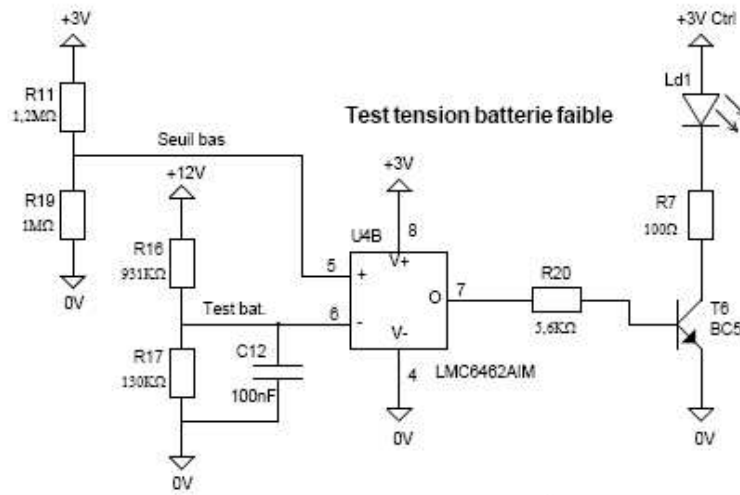 +3V
+3V Ctrl
R11
1,2MΩ
Ld1
Test tension batterie faible
Seuil bas
+12V
+3V
R19
1MΩ
R16
931KΩ
U4B
8
V+
R7
100Ω
5
+
0V
R20
7
O
Test bat.
6
-
V-
5,6KΩ
T6
BC5
R17
130KΩ
C12
100nF
4
LMC6462AIM
0V
0V
0V